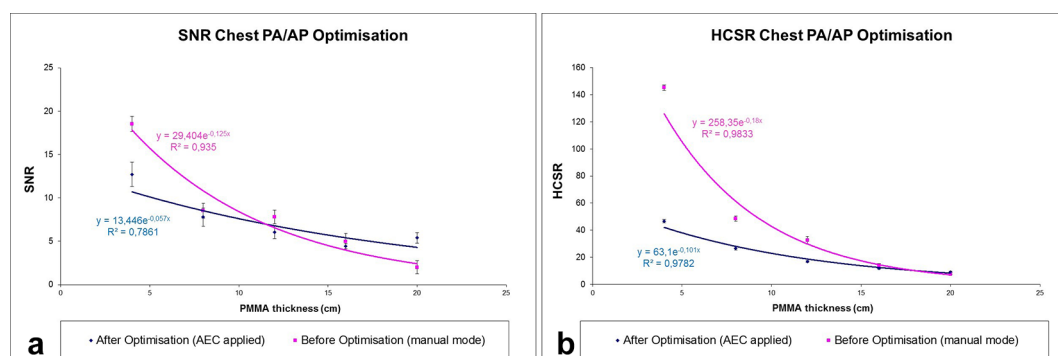 SNR Chest PA/AP Optimisation
25
20
15
10
5
0
SNR
y = 29,404e-0,125x
R² = 0,935
y = 13,446e-0,057x
R² = 0,7861
0 5 10 15 20 25
PMMA thickness (cm)
a
After Optimisation (AEC applied) Before Optimisation (manual mode)
HCSR Chest PA/AP Optimisation
160
140
120
100
80
60
40
20
0
HCSR
y = 258,35e-0,18x
R² = 0,9833
y = 63,1e-0,101x
R² = 0,9782
0 5 10 15 20 25
PMMA thickness (cm)
b
After Optimisation (AEC applied) Before Optimisation (manual mode)